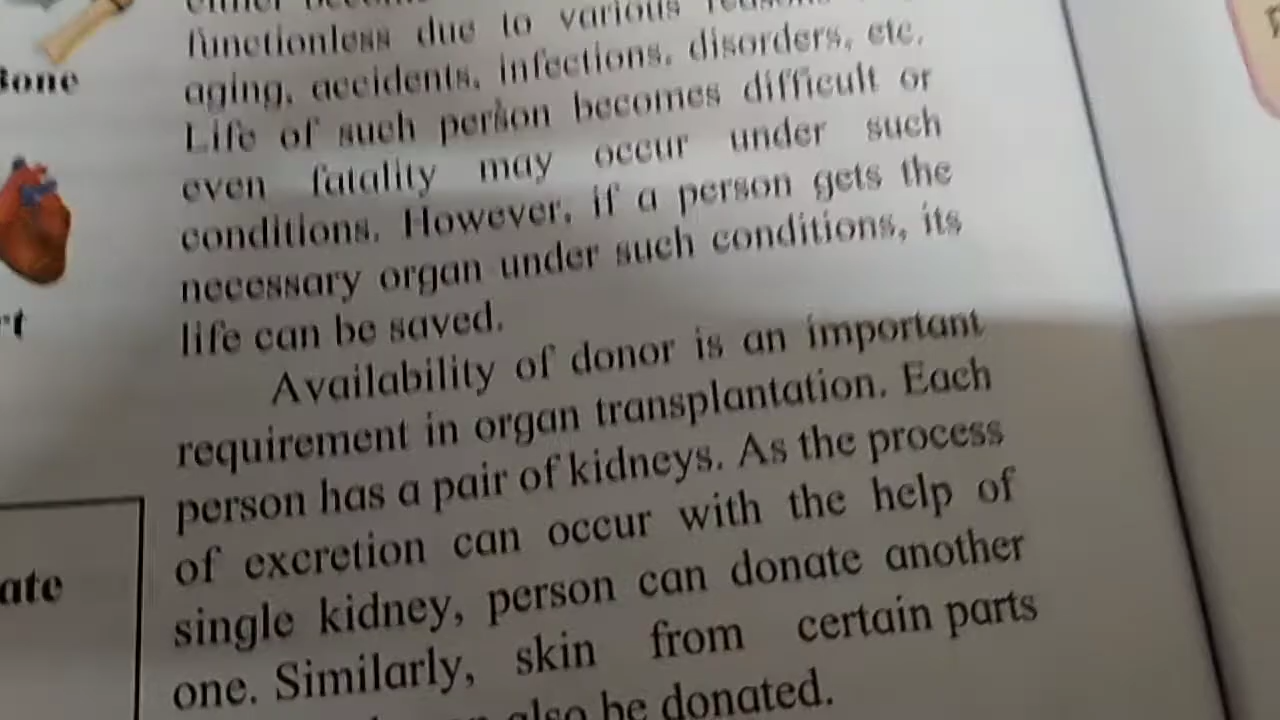 Bone
rt
ate
either
functionless due to various reasons
aging, accidents, infections, disorders, etc.
Life of such person becomes difficult or
even fatality may occur under such
conditions. However, if a person gets the
necessary organ under such conditions, its
life can be saved.
Availability of donor is an important
requirement in organ transplantation. Each
person has a pair of kidneys. As the process
of excretion can occur with the help of
single kidney, person can donate another
one. Similarly, skin from certain parts
also be donated.